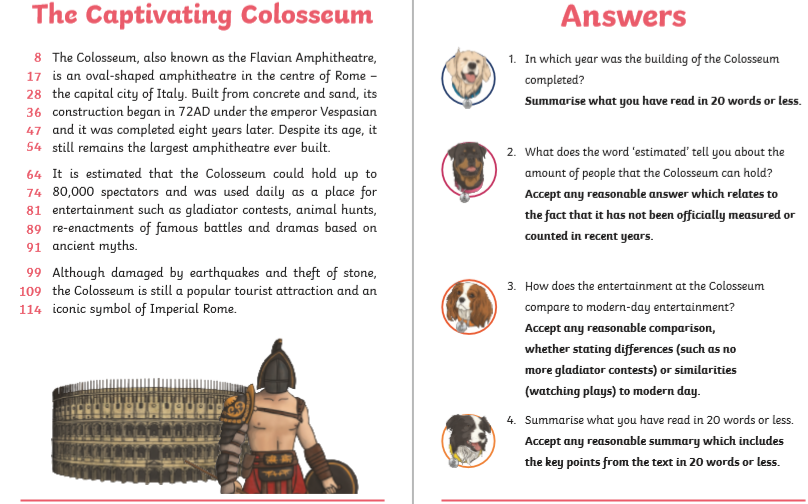 The Captivating Colosseum
8 The Colosseum, also known as the Flavian Amphitheatre,
17 is an oval-shaped amphitheatre in the centre of Rome –
28 the capital city of Italy. Built from concrete and sand, its
36 construction began in 72AD under the emperor Vespasian
47 and it was completed eight years later. Despite its age, it
54 still remains the largest amphitheatre ever built.
64 It is estimated that the Colosseum could hold up to
74 80,000 spectators and was used daily as a place for
81 entertainment such as gladiator contests, animal hunts,
89 re-enactments of famous battles and dramas based on
91 ancient myths.
99 Although damaged by earthquakes and theft of stone,
109 the Colosseum is still a popular tourist attraction and an
114 iconic symbol of Imperial Rome.
Answers
1. In which year was the building of the Colosseum
completed?
Summarise what you have read in 20 words or less.
2. What does the word ‘estimated’ tell you about the
amount of people that the Colosseum can hold?
Accept any reasonable answer which relates to
the fact that it has not been officially measured or
counted in recent years.
3. How does the entertainment at the Colosseum
compare to modern-day entertainment?
Accept any reasonable comparison,
whether stating differences (such as no
more gladiator contests) or similarities
(watching plays) to modern day.
4. Summarise what you have read in 20 words or less.
Accept any reasonable summary which includes
the key points from the text in 20 words or less.